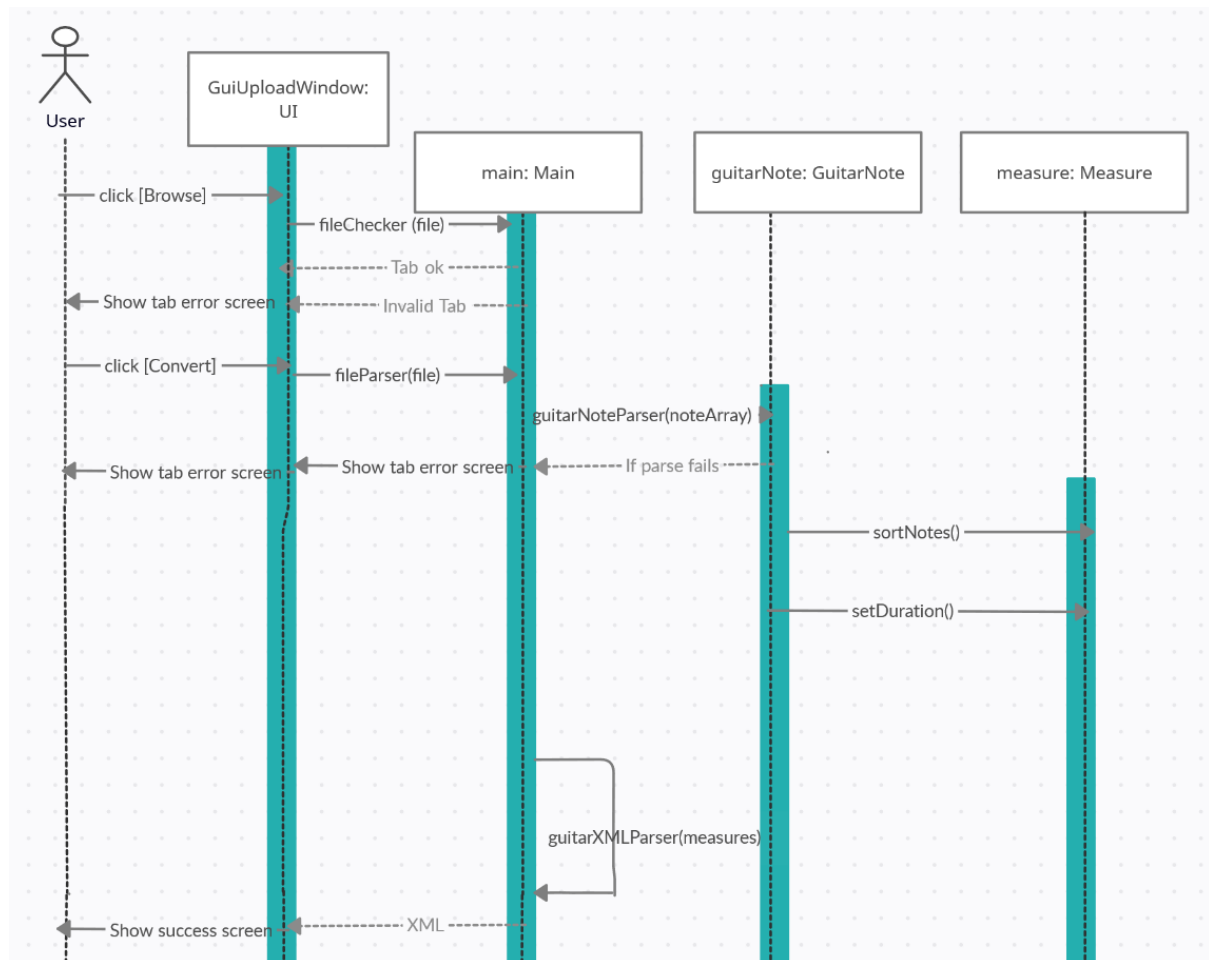 User
GuiUploadWindow:
UI
main: Main
guitarNote: GuitarNote
measure: Measure
click [Browse]
fileChecker (file)
Tab ok
Show tab error screen
Invalid Tab
click [Convert]
fileParser(file)
guitarNoteParser(noteArray)
Show tab error screen
Show tab error screen
If parse fails
sortNotes()
setDuration()
guitarXMLParser(measures)
Show success screen
XML